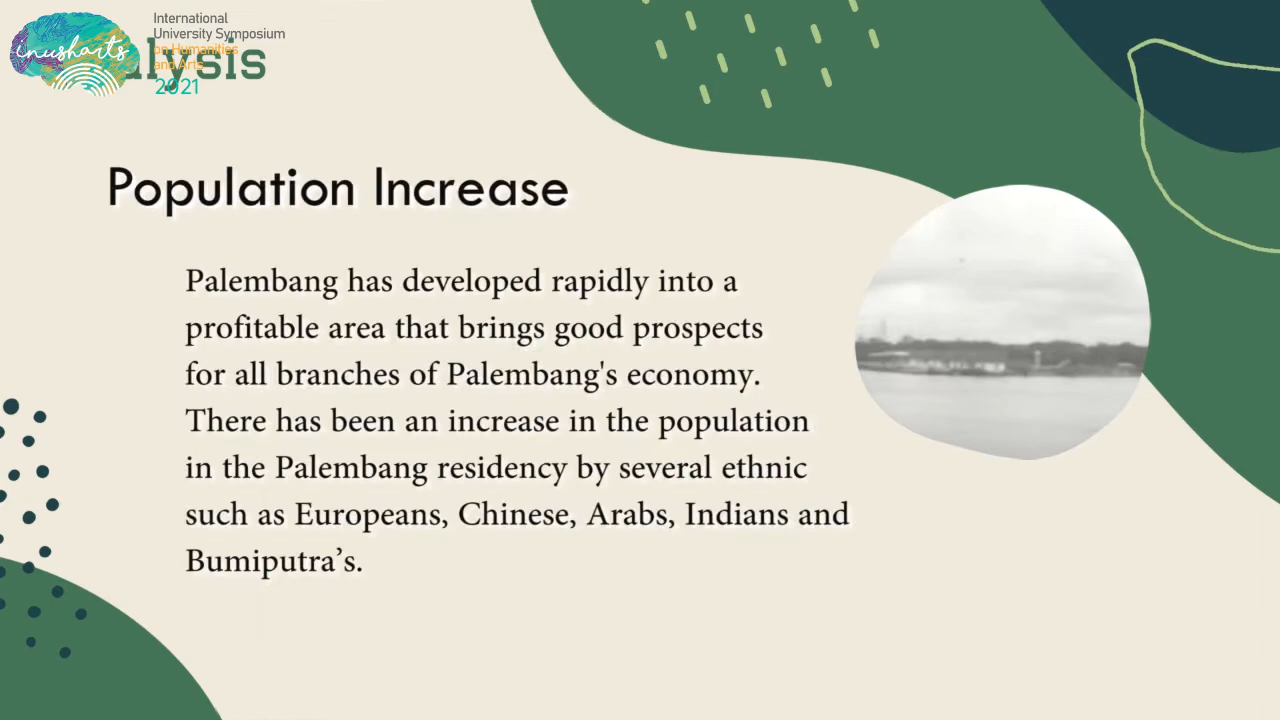 inusharts
International
University Symposium
on Humanities
and Arts
2021
Population Increase
Palembang has developed rapidly into a
profitable area that brings good prospects
for all branches of Palembang's economy.
There has been an increase in the population
in the Palembang residency by several ethnic
such as Europeans, Chinese, Arabs, Indians and
Bumiputra’s.